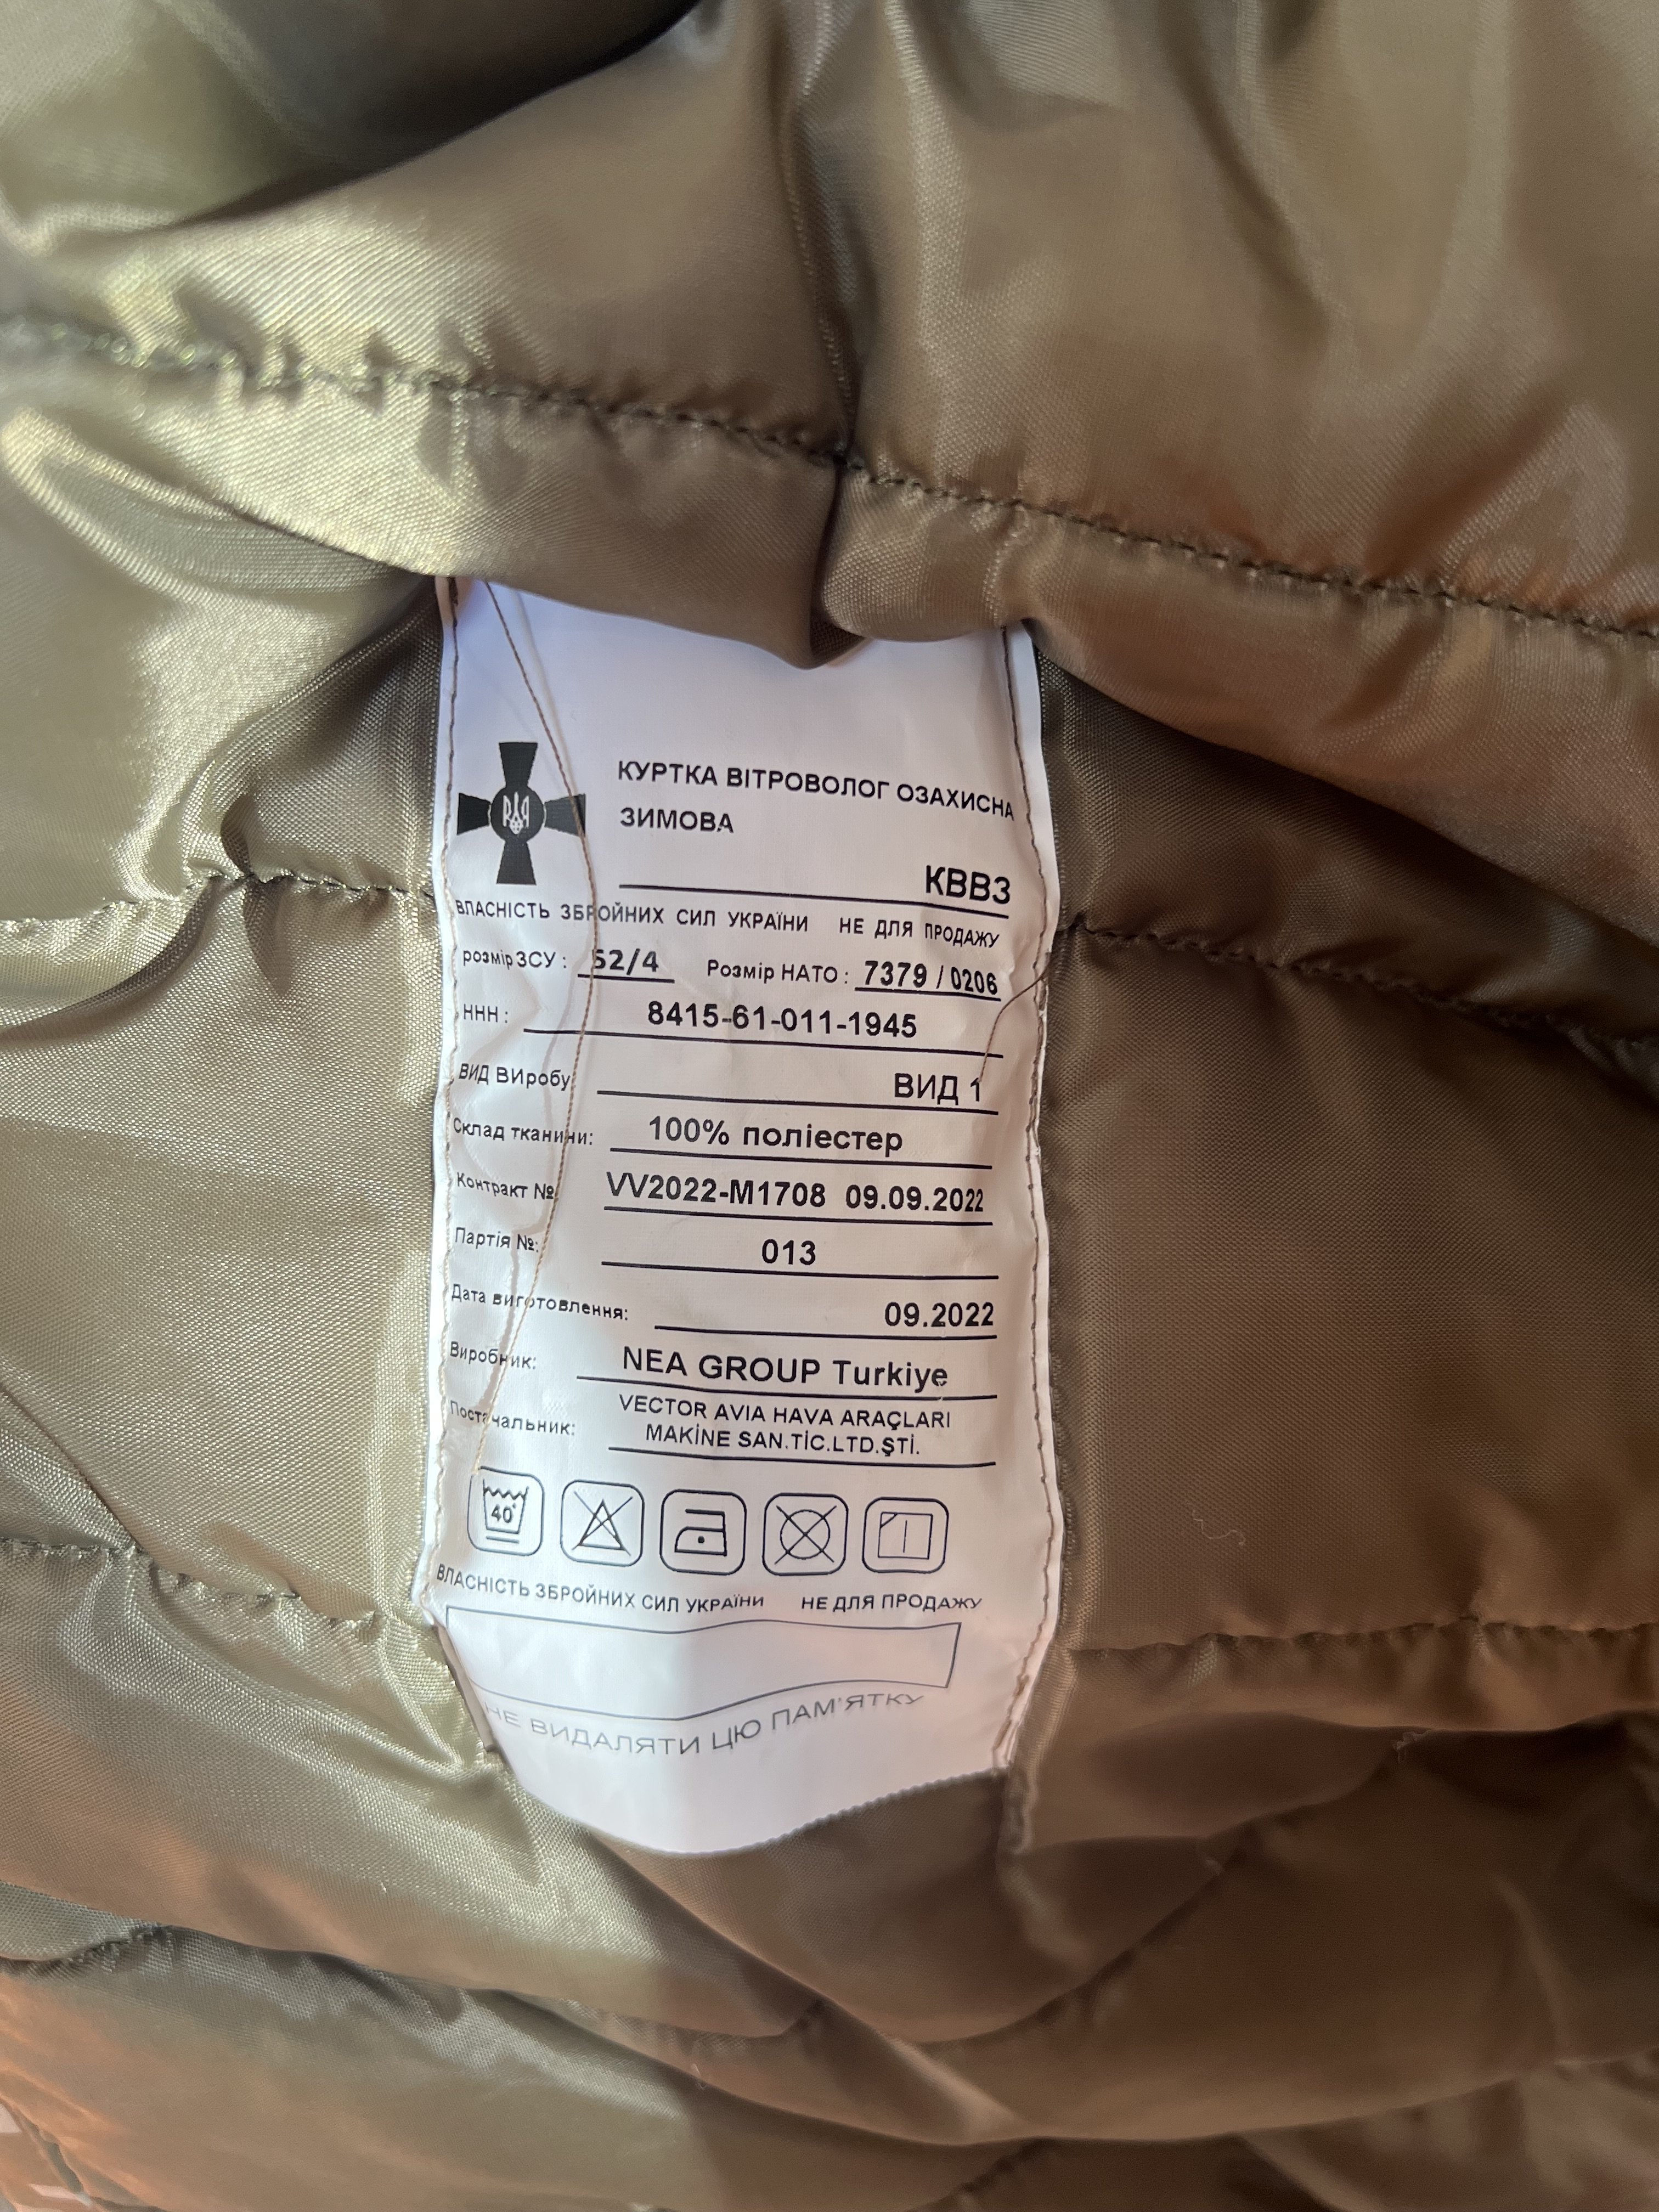 КУРТКА ВІТРОВОЛОГ ОЗАХИСНА
ЗИМОВА
КВВЗ
ВЛАСНІСТЬ ЗБРОЙНИХ СИЛ УКРАЇНИ НЕ ДЛЯ ПРОДАЖУ
розмір ЗСУ : 52/4 Розмір НАТО : 7379 / 0206
ННН : 8415-61-011-1945
ВИД ВИробу: ВИД 1
Склад тканини: 100% поліестер
Контракт № VV2022-M1708 09.09.2022
Партія №: 013
Дата виготовлення: 09.2022
Виробник: NEA GROUP Turkiye
Постачальник: VECTOR AVIA HAVA ARAÇLARI
MAKİNE SAN.TİC.LTD.ŞTİ.
40°
ВЛАСНІСТЬ ЗБРОЙНИХ СИЛ УКРАЇНИ НЕ ДЛЯ ПРОДАЖУ
НЕ ВИДАЛЯТИ ЦЮ ПАМ'ЯТКУ